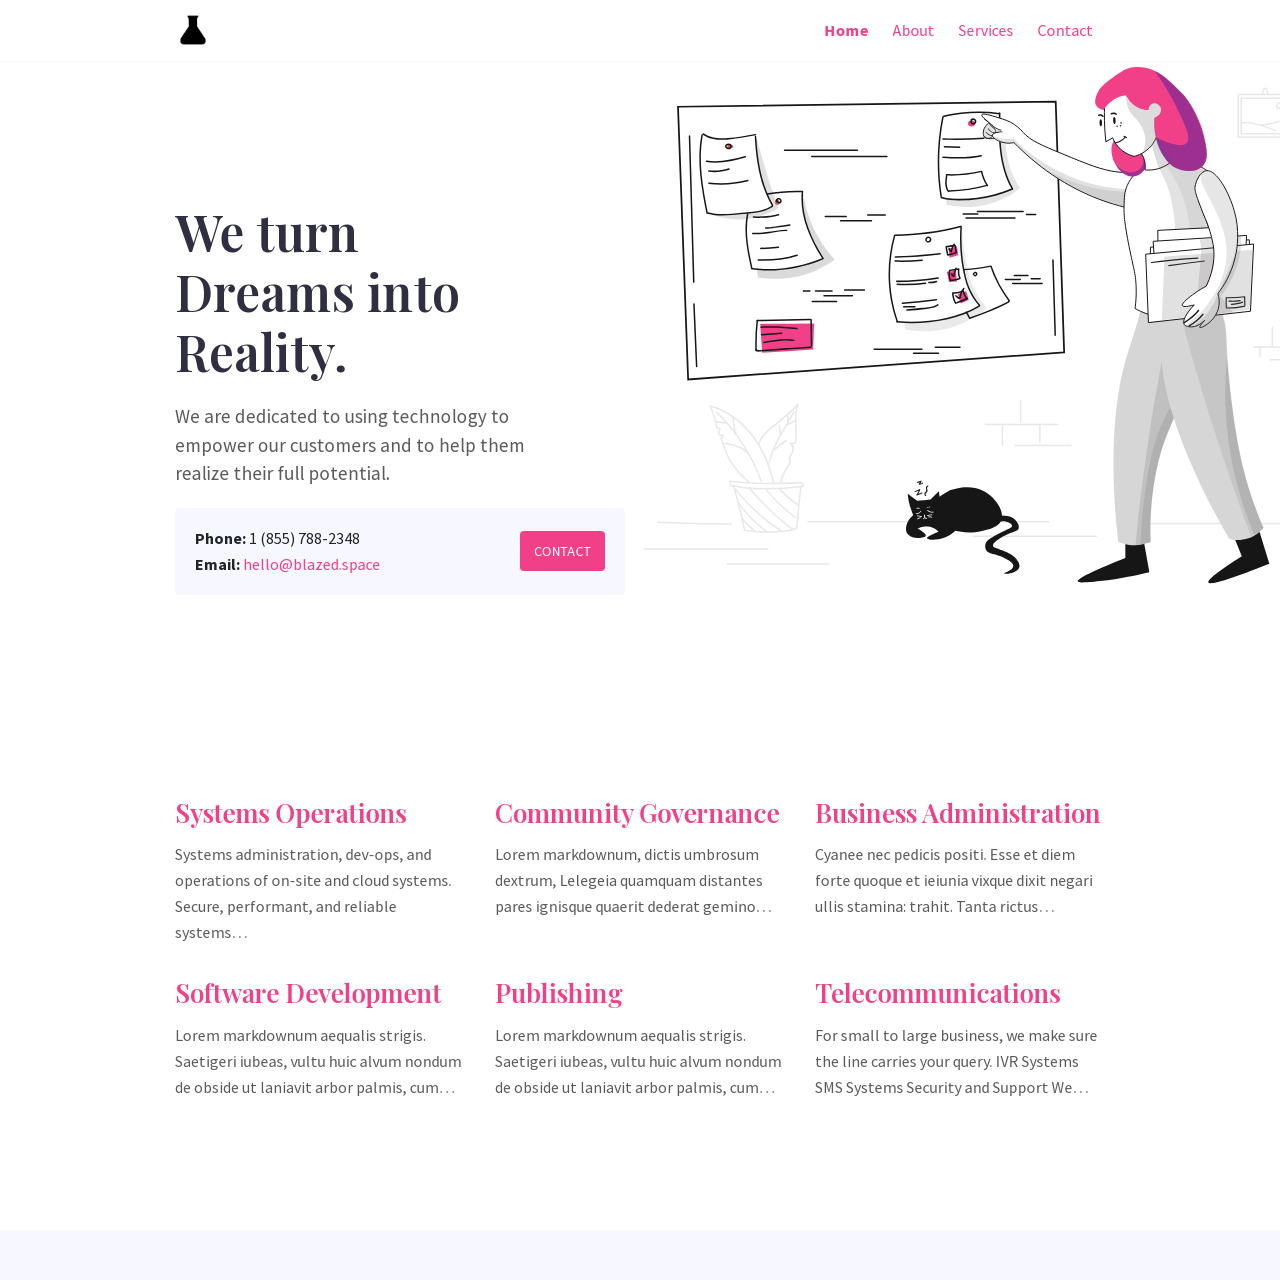 Home About Services Contact
We turn
Dreams into
Reality.
We are dedicated to using technology to
empower our customers and to help them
realize their full potential.
Phone: 1 (855) 788-2348
Email: hello@blazed.space
CONTACT
Systems Operations
Systems administration, dev-ops, and
operations of on-site and cloud systems.
Secure, performant, and reliable
systems…
Community Governance
Lorem markdownum, dictis umbrosum
dextrum, Lelegeia quamquam distantes
pares ignisque quaerit dederat gemino…
Business Administration
Cyanee nec pedicis positi. Esse et diem
forte quoque et ieiunia vixque dixit negari
ullis stamina: trahit. Tanta rictus…
Software Development
Lorem markdownum aequalis strigis.
Saetigeri iubeas, vultu huic alvum nondum
de obside ut laniavit arbor palmis, cum…
Publishing
Lorem markdownum aequalis strigis.
Saetigeri iubeas, vultu huic alvum nondum
de obside ut laniavit arbor palmis, cum…
Telecommunications
For small to large business, we make sure
the line carries your query. IVR Systems
SMS Systems Security and Support We…